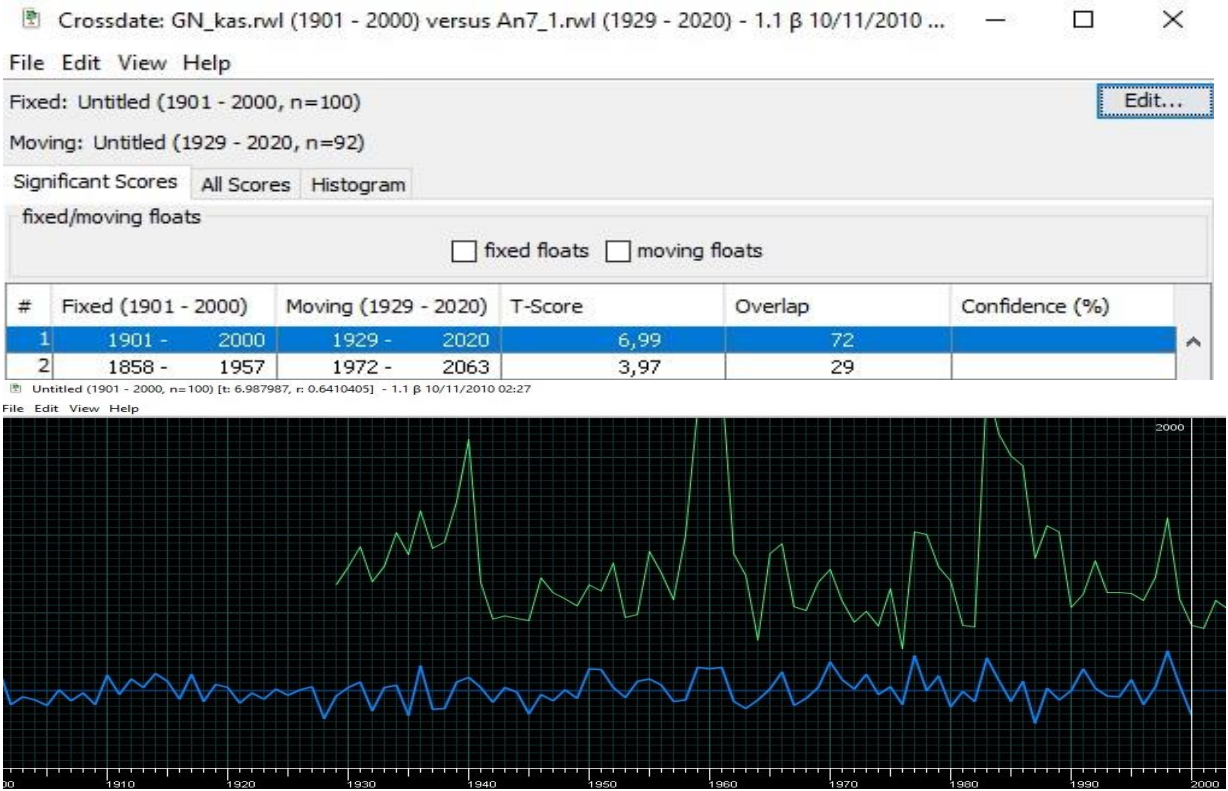 Crossdate: GN_kas.rwl (1901 - 2000) versus An7_1.rwl (1929 - 2020) - 1.1 β 10/11/2010 ...
File Edit View Help
Fixed: Untitled (1901 - 2000, n=100)
Edit...
Moving: Untitled (1929 - 2020, n=92)
Significant Scores All Scores Histogram
fixed/moving floats
fixed floats moving floats
# Fixed (1901 - 2000) Moving (1929 - 2020) T-Score Overlap Confidence (%)
1 1901 - 2000 1929 - 2020 6,99 72
2 1858 - 1957 1972 - 2063 3,97 29
Untitled (1901 - 2000, n=100) [t: 6.987987, r: 0.6410405] - 1.1 β 10/11/2010 02:27
File Edit View Help
2000
00 1910 1920 1930 1940 1950 1960 1970 1980 1990 2000